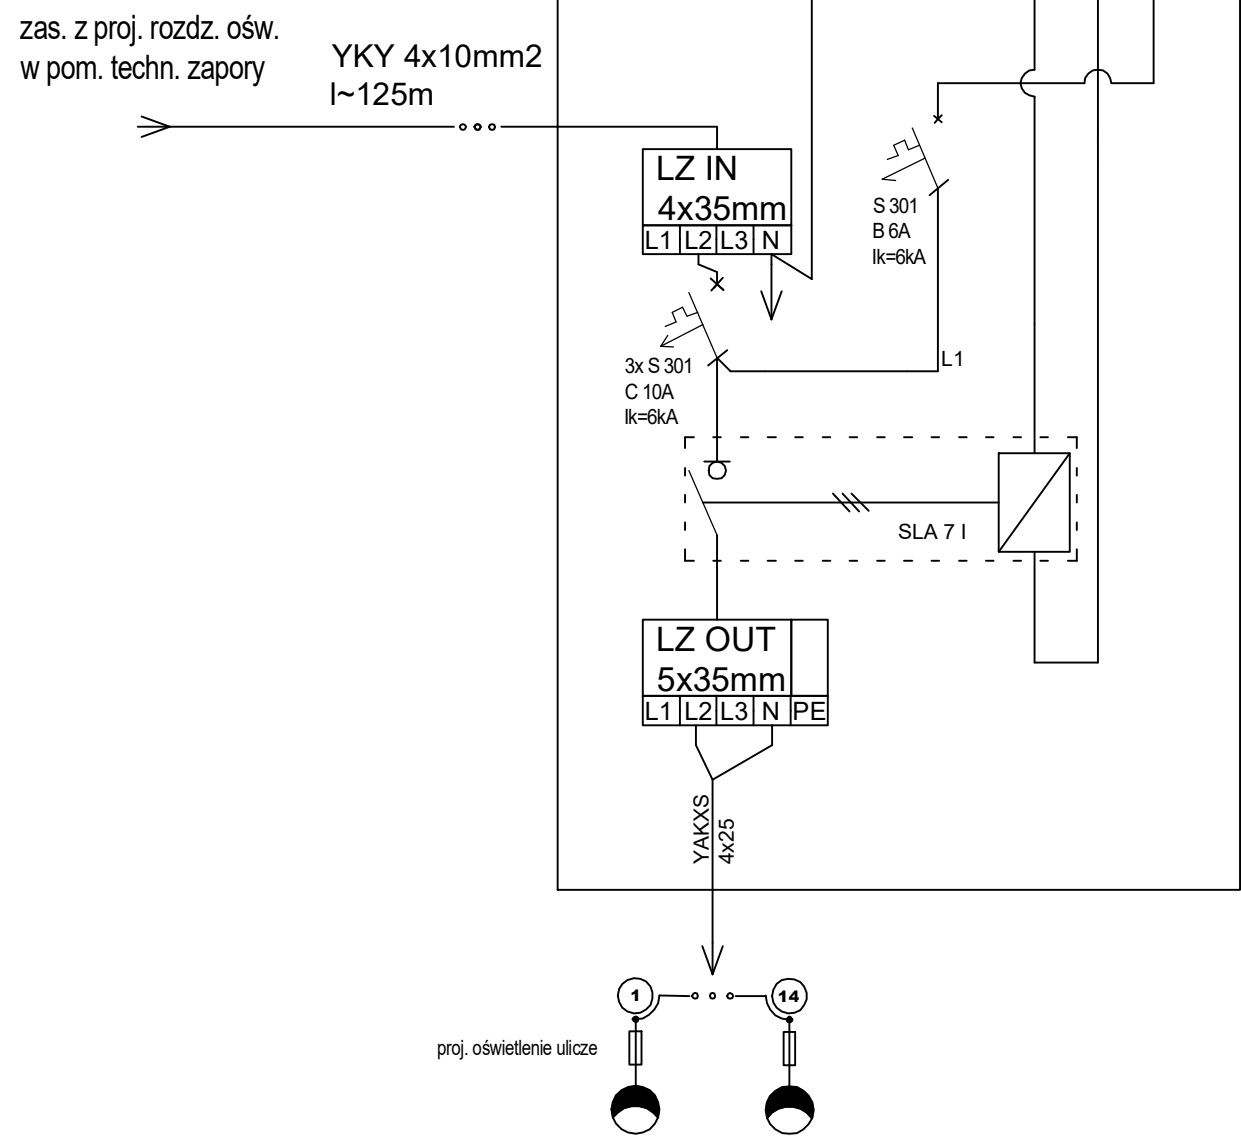 zas. z proj. rozdz. ośw.
w pom. techn. zapory
YKY 4x10mm2
l~125m
LZ IN
4x35mm
L1 L2 L3 N
S 301
B 6A
Ik=6kA
3x S 301
C 10A
Ik=6kA
L1
SLA 7 I
LZ OUT
5x35mm
L1 L2 L3 N PE
YAKXS
4x25
1
14
proj. oświetlenie ulicze